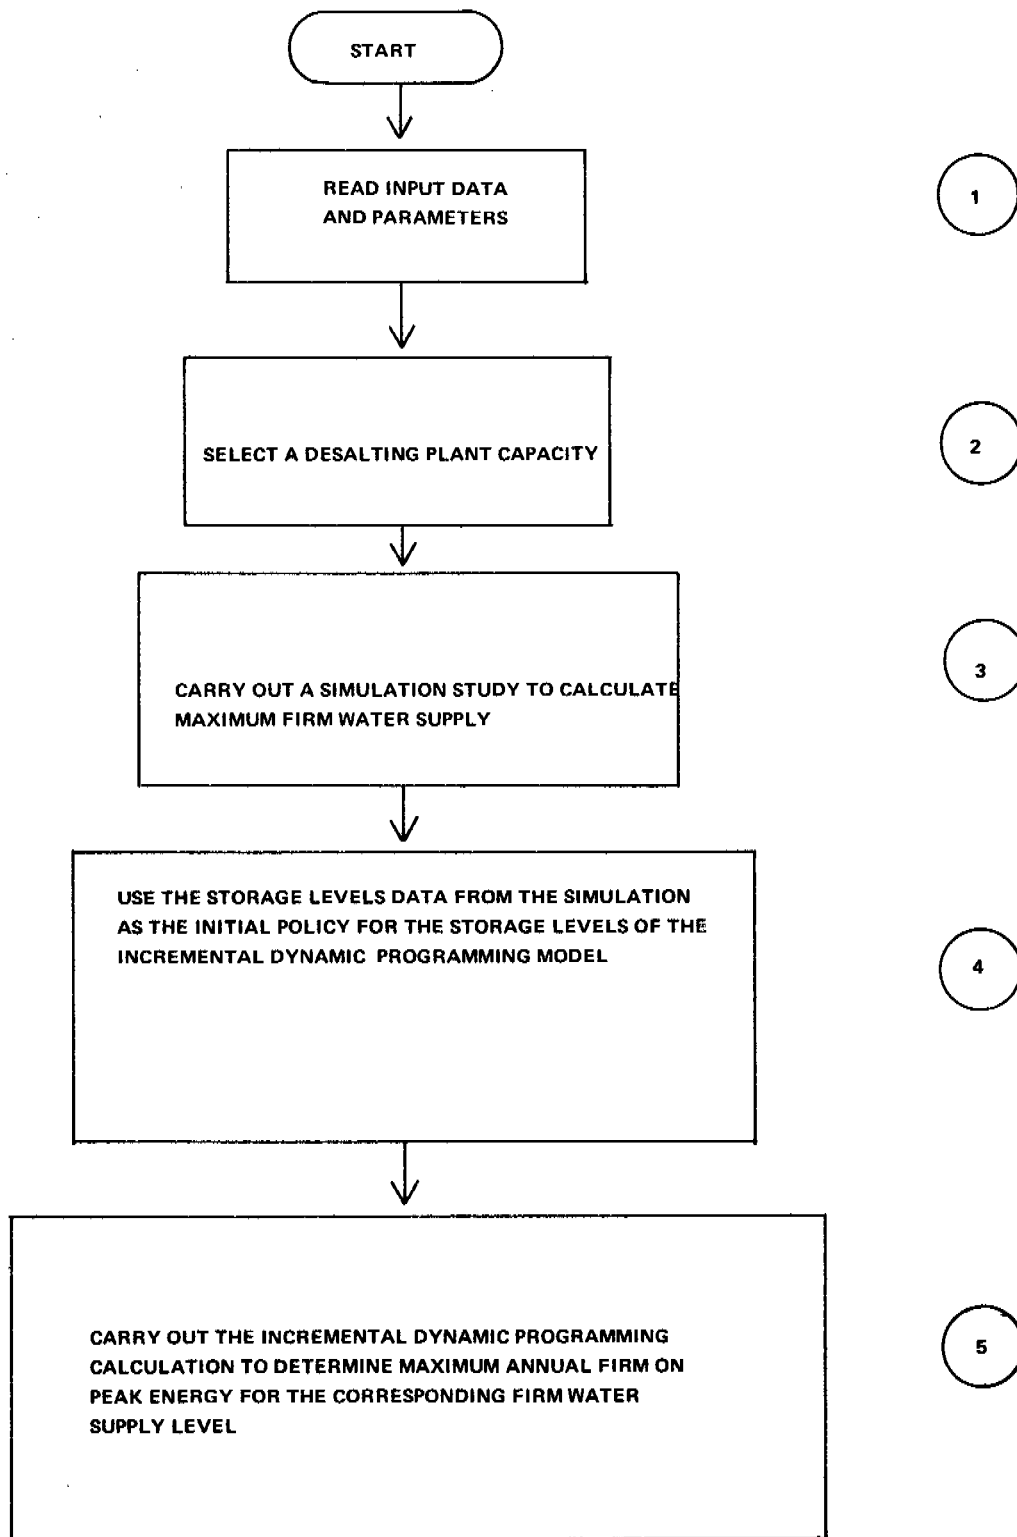 START
READ INPUT DATA
AND PARAMETERS
1
SELECT A DESALTING PLANT CAPACITY
2
CARRY OUT A SIMULATION STUDY TO CALCULATE
MAXIMUM FIRM WATER SUPPLY
3
USE THE STORAGE LEVELS DATA FROM THE SIMULATION
AS THE INITIAL POLICY FOR THE STORAGE LEVELS OF THE
INCREMENTAL DYNAMIC PROGRAMMING MODEL
4
CARRY OUT THE INCREMENTAL DYNAMIC PROGRAMMING
CALCULATION TO DETERMINE MAXIMUM ANNUAL FIRM ON
PEAK ENERGY FOR THE CORRESPONDING FIRM WATER
SUPPLY LEVEL
5